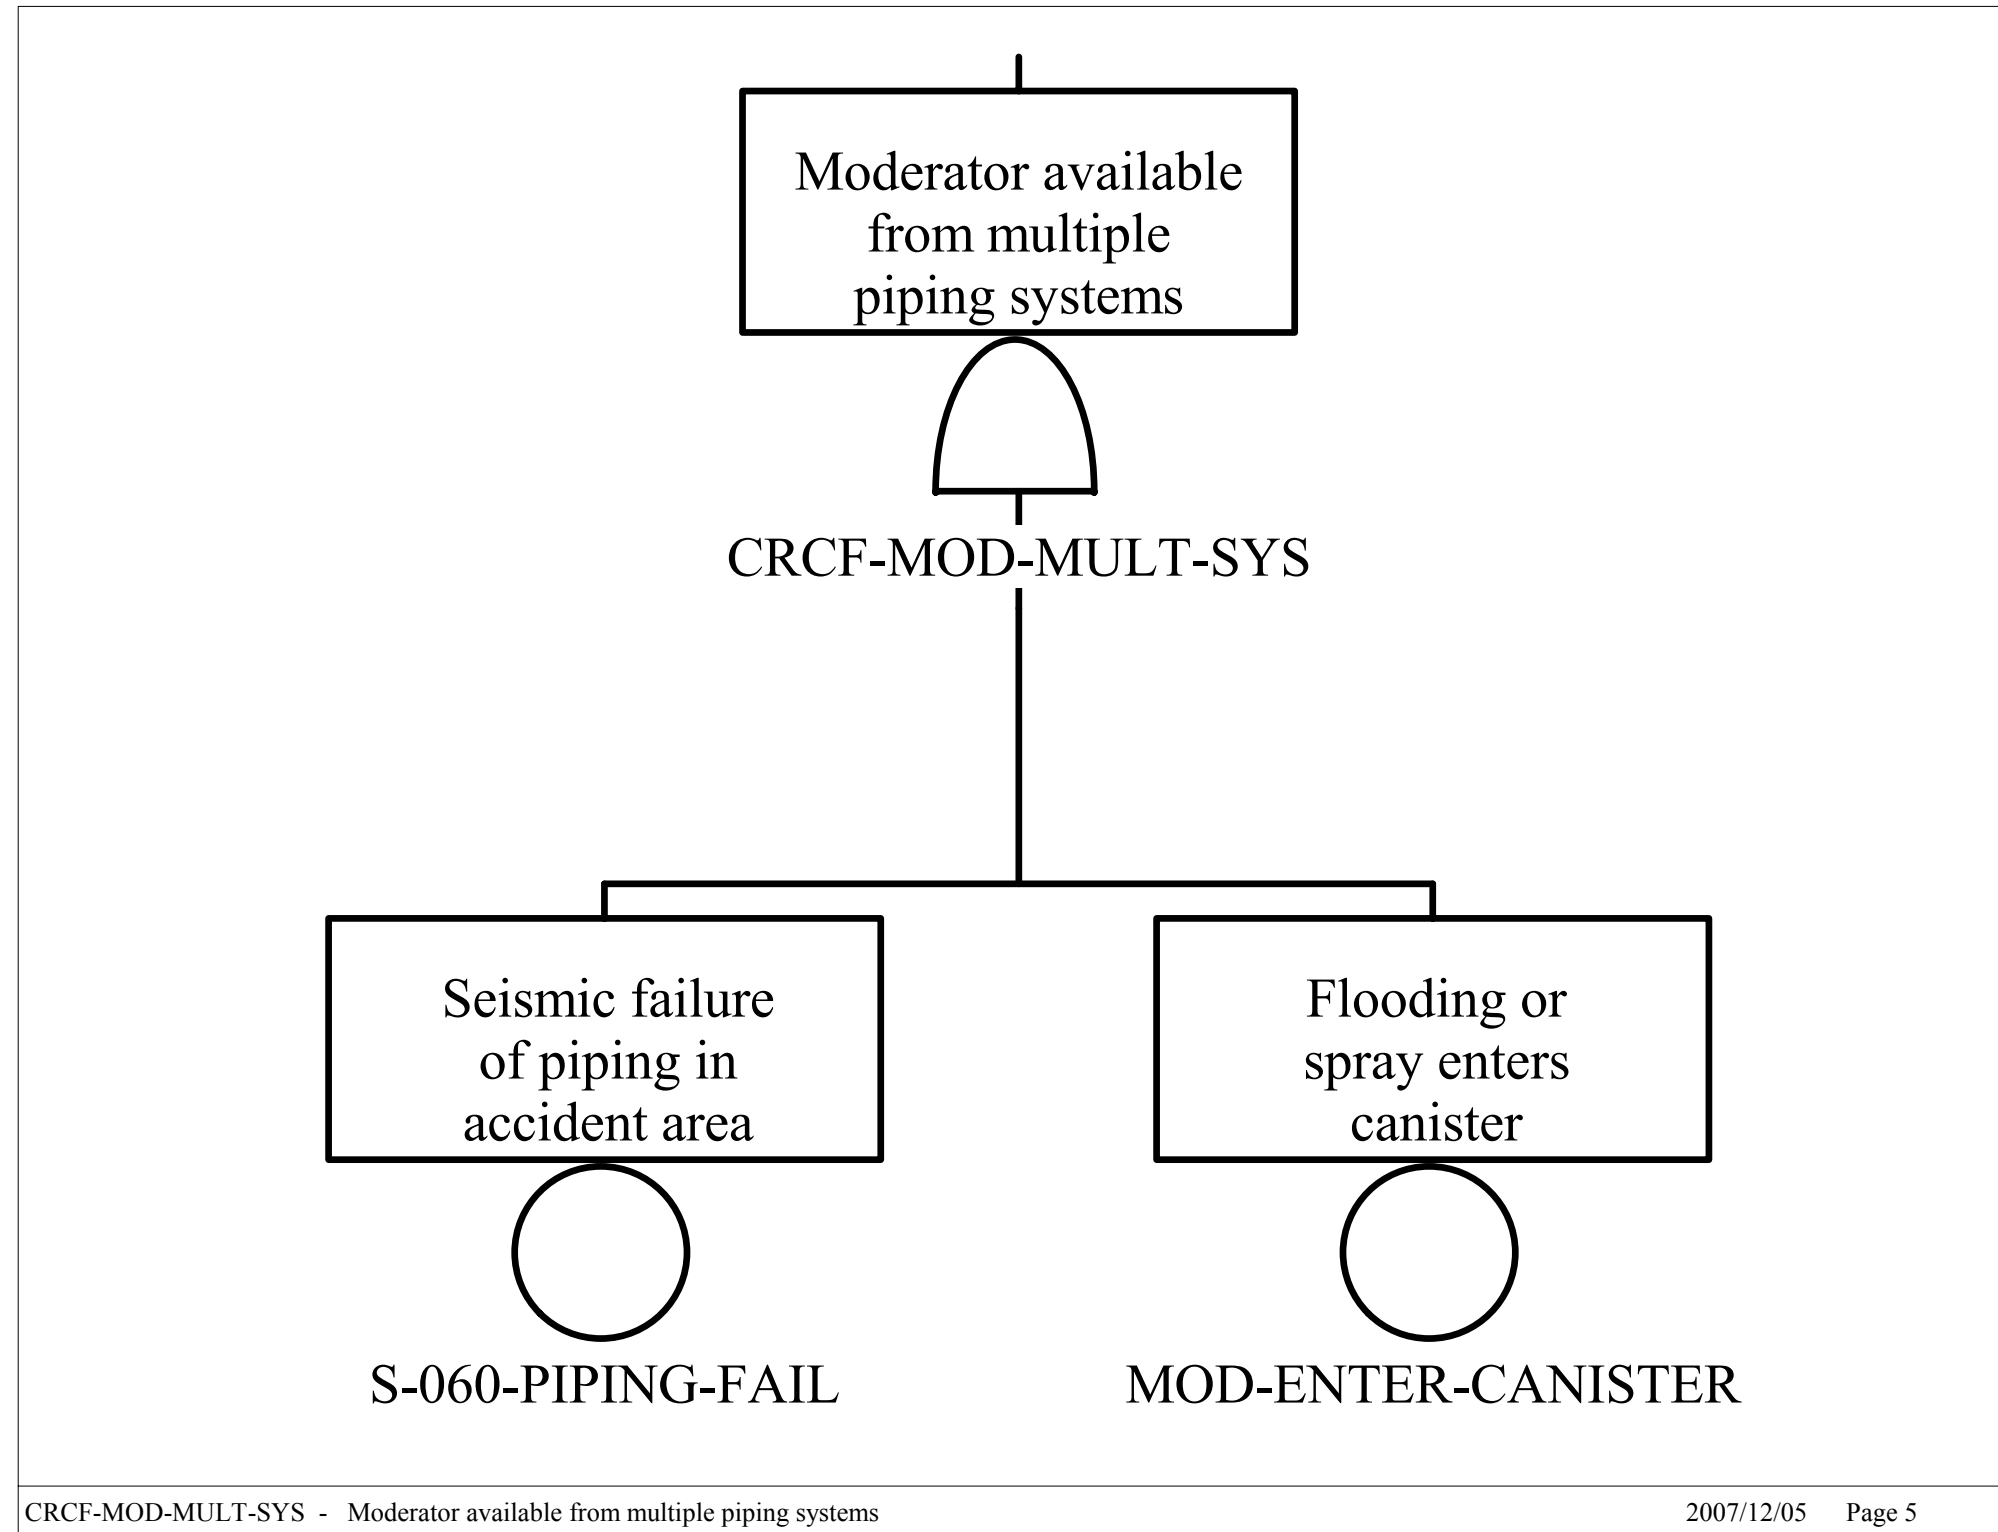 Moderator available
from multiple
piping systems
CRCF-MOD-MULT-SYS
Seismic failure
of piping in
accident area
S-060-PIPING-FAIL
Flooding or
spray enters
canister
MOD-ENTER-CANISTER
CRCF-MOD-MULT-SYS - Moderator available from multiple piping systems 2007/12/05 Page 5